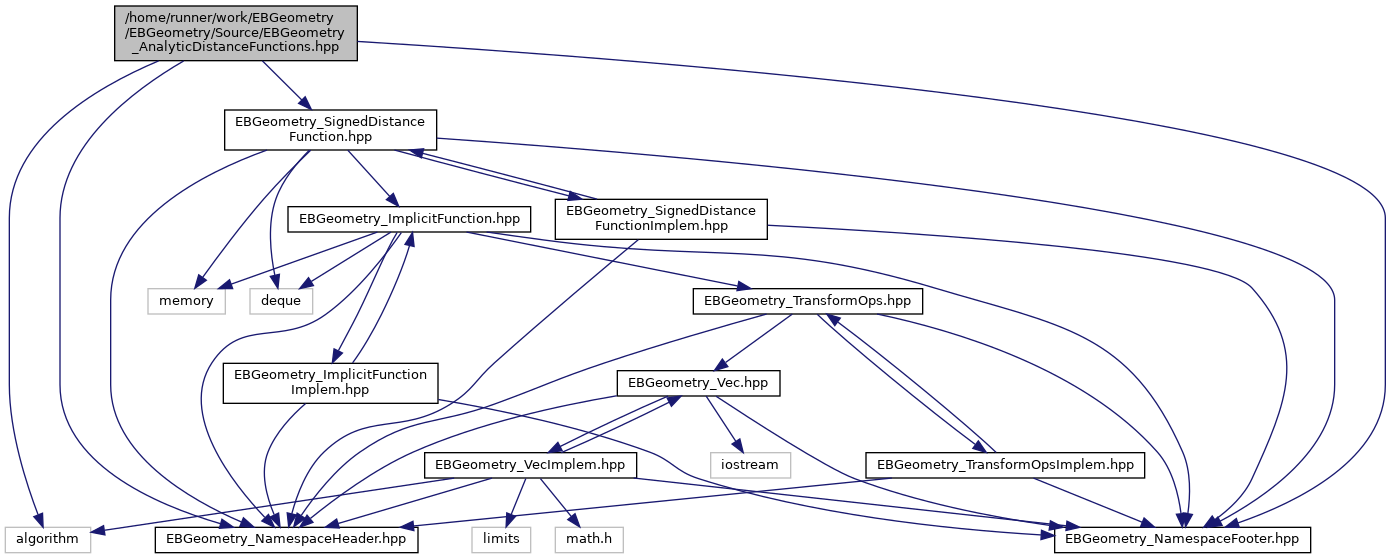 /home/runner/work/EBGeometry
/EBGeometry/Source/EBGeometry
_AnalyticDistanceFunctions.hpp
EBGeometry_SignedDistance
Function.hpp
EBGeometry_ImplicitFunction.hpp
EBGeometry_SignedDistance
FunctionImplem.hpp
memory
deque
EBGeometry_TransformOps.hpp
EBGeometry_ImplicitFunction
Implem.hpp
EBGeometry_Vec.hpp
EBGeometry_VecImplem.hpp
iostream
EBGeometry_TransformOpsImplem.hpp
algorithm
EBGeometry_NamespaceHeader.hpp
limits
math.h
EBGeometry_NamespaceFooter.hpp